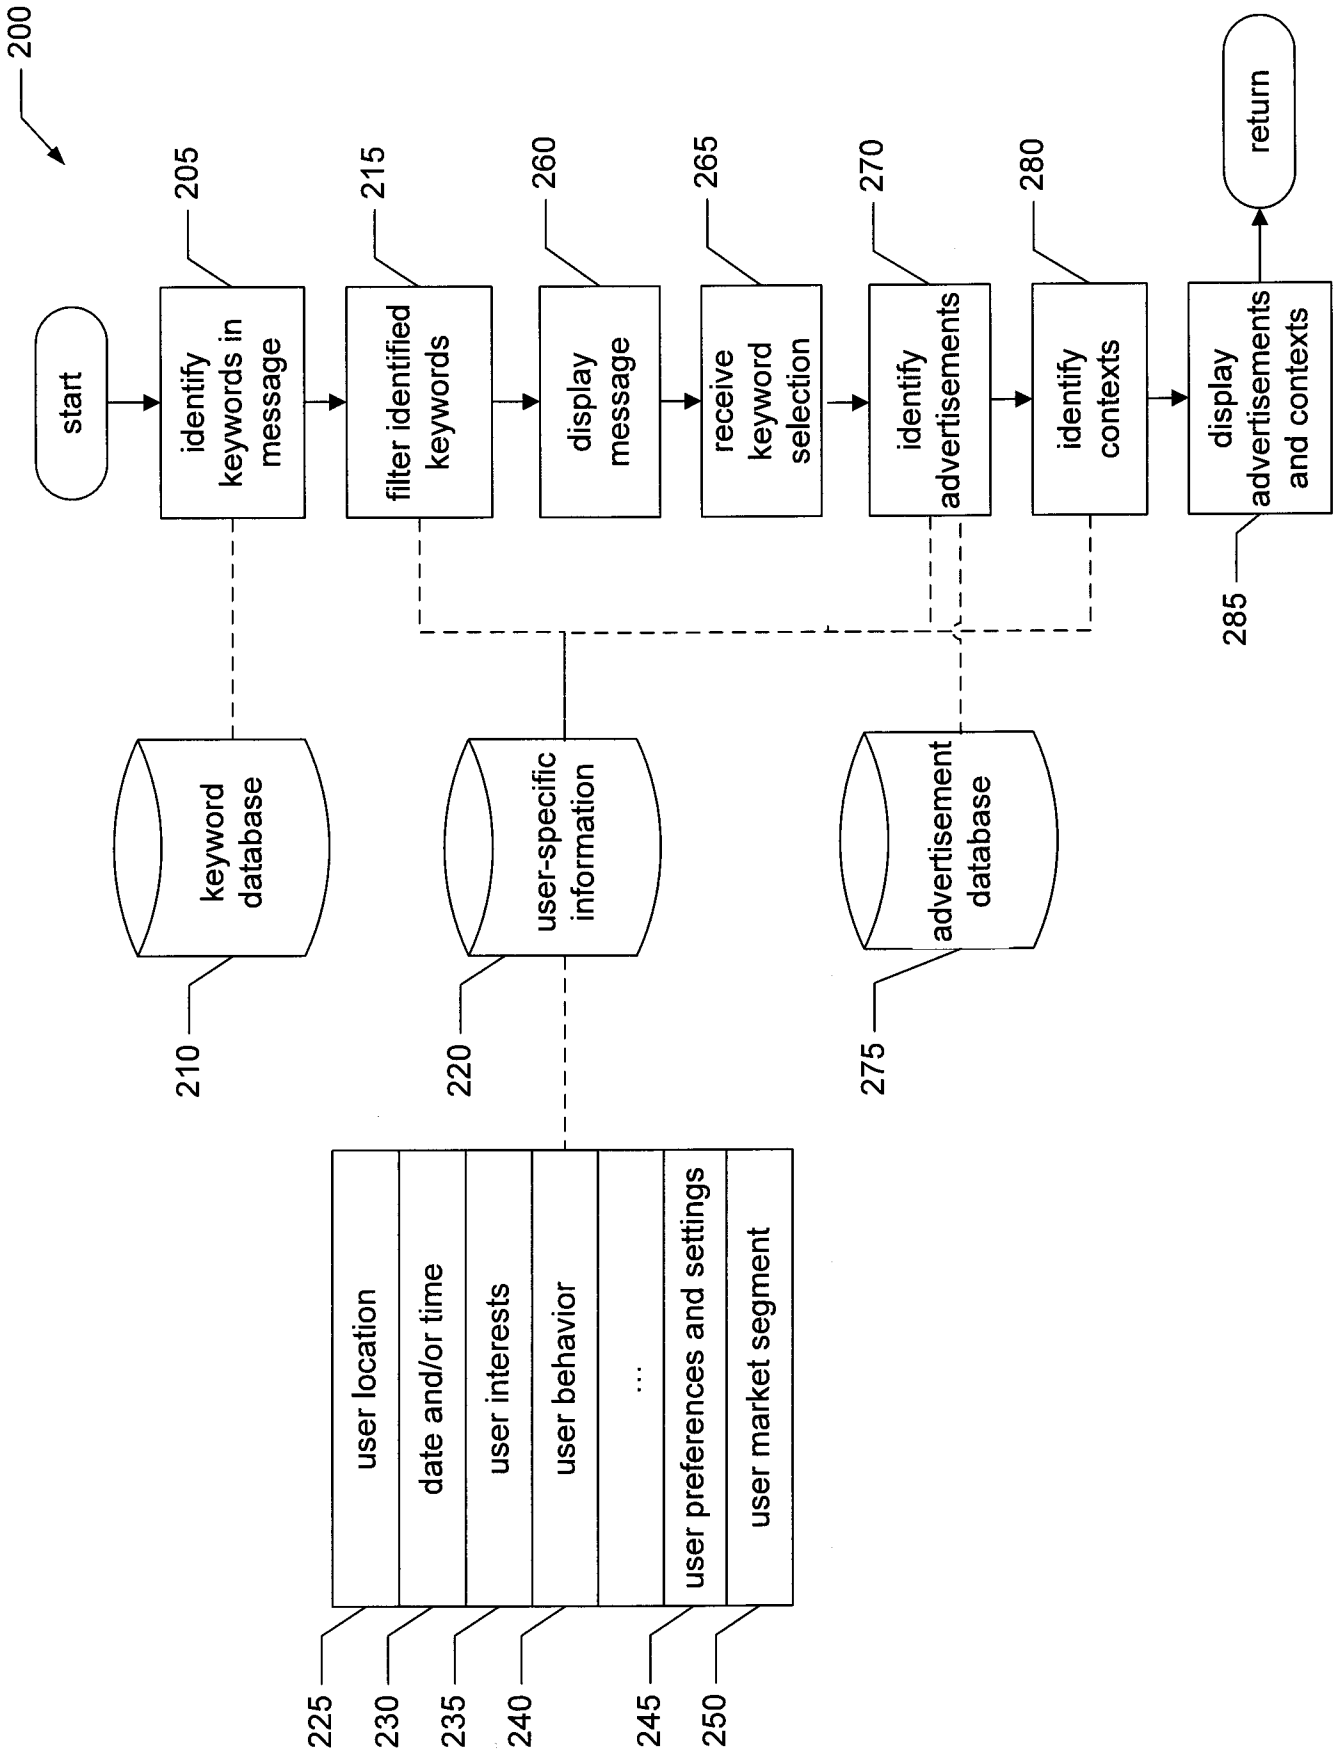 200
start
205
identify
keywords in
message
keyword
database
210
215
filter identified
keywords
user-specific
information
220
user location
date and/or time
user interests
user behavior
...
user preferences and settings
user market segment
225
230
235
240
245
250
260
display
message
265
receive
keyword
selection
270
identify
advertisements
advertisement
database
275
280
identify
contexts
display
advertisements
and contexts
285
return